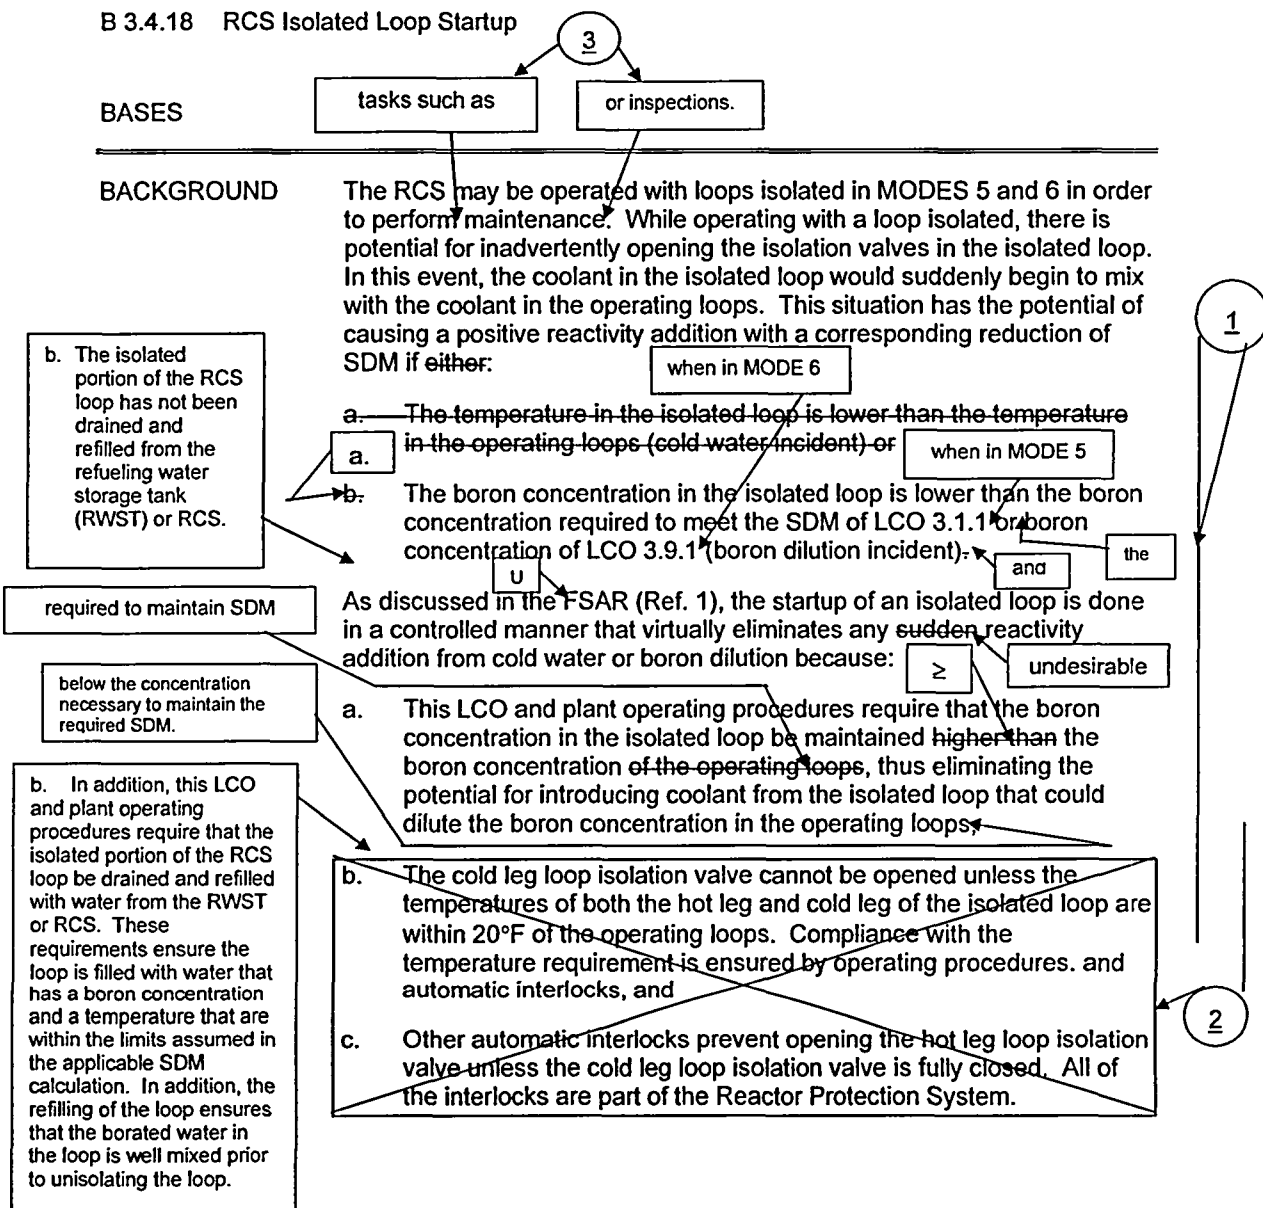 B 3.4.18 RCS Isolated Loop Startup
3
BASES
tasks such as
or inspections.
BACKGROUND
The RCS may be operated with loops isolated in MODES 5 and 6 in order
to perform maintenance. While operating with a loop isolated, there is
potential for inadvertently opening the isolation valves in the isolated loop.
In this event, the coolant in the isolated loop would suddenly begin to mix
with the coolant in the operating loops. This situation has the potential of
causing a positive reactivity addition with a corresponding reduction of
SDM if either:
1
when in MODE 6
b. The isolated
portion of the RCS
loop has not been
drained and
refilled from the
refueling water
storage tank
(RWST) or RCS.
a. The temperature in the isolated loop is lower than the temperature
in the operating loops (cold water incident) or
a.
when in MODE 5
b. The boron concentration in the isolated loop is lower than the boron
concentration required to meet the SDM of LCO 3.1.1 or boron
concentration of LCO 3.9.1 (boron dilution incident).
the
and
U
required to maintain SDM
As discussed in the FSAR (Ref. 1), the startup of an isolated loop is done
in a controlled manner that virtually eliminates any sudden reactivity
addition from cold water or boron dilution because:
≥
undesirable
below the concentration
necessary to maintain the
required SDM.
a. This LCO and plant operating procedures require that the boron
concentration in the isolated loop be maintained higher than the
boron concentration of the operating loops, thus eliminating the
potential for introducing coolant from the isolated loop that could
dilute the boron concentration in the operating loops,
b. In addition, this LCO
and plant operating
procedures require that the
isolated portion of the RCS
loop be drained and refilled
with water from the RWST
or RCS. These
requirements ensure the
loop is filled with water that
has a boron concentration
and a temperature that are
within the limits assumed in
the applicable SDM
calculation. In addition, the
refilling of the loop ensures
that the borated water in
the loop is well mixed prior
to unisolating the loop.
b. The cold leg loop isolation valve cannot be opened unless the
temperatures of both the hot leg and cold leg of the isolated loop are
within 20°F of the operating loops. Compliance with the
temperature requirement is ensured by operating procedures. and
automatic interlocks, and
2
c. Other automatic interlocks prevent opening the hot leg loop isolation
valve unless the cold leg loop isolation valve is fully closed. All of
the interlocks are part of the Reactor Protection System.